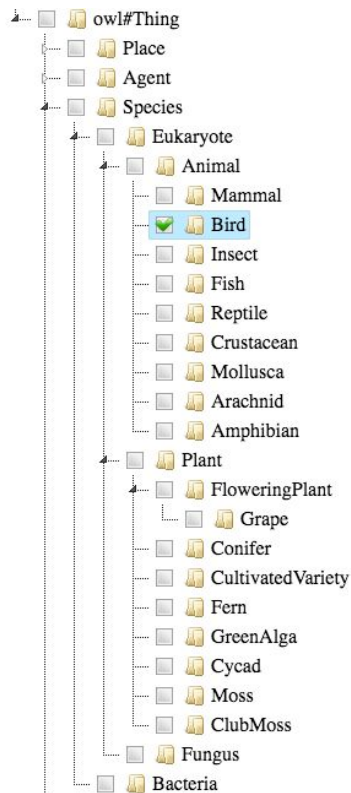 owl#Thing
Place
Agent
Species
Eukaryote
Animal
Mammal
Bird
Insect
Fish
Reptile
Crustacean
Mollusca
Arachnid
Amphibian
Plant
FloweringPlant
Grape
Conifer
CultivatedVariety
Fern
GreenAlga
Cycad
Moss
ClubMoss
Fungus
Bacteria